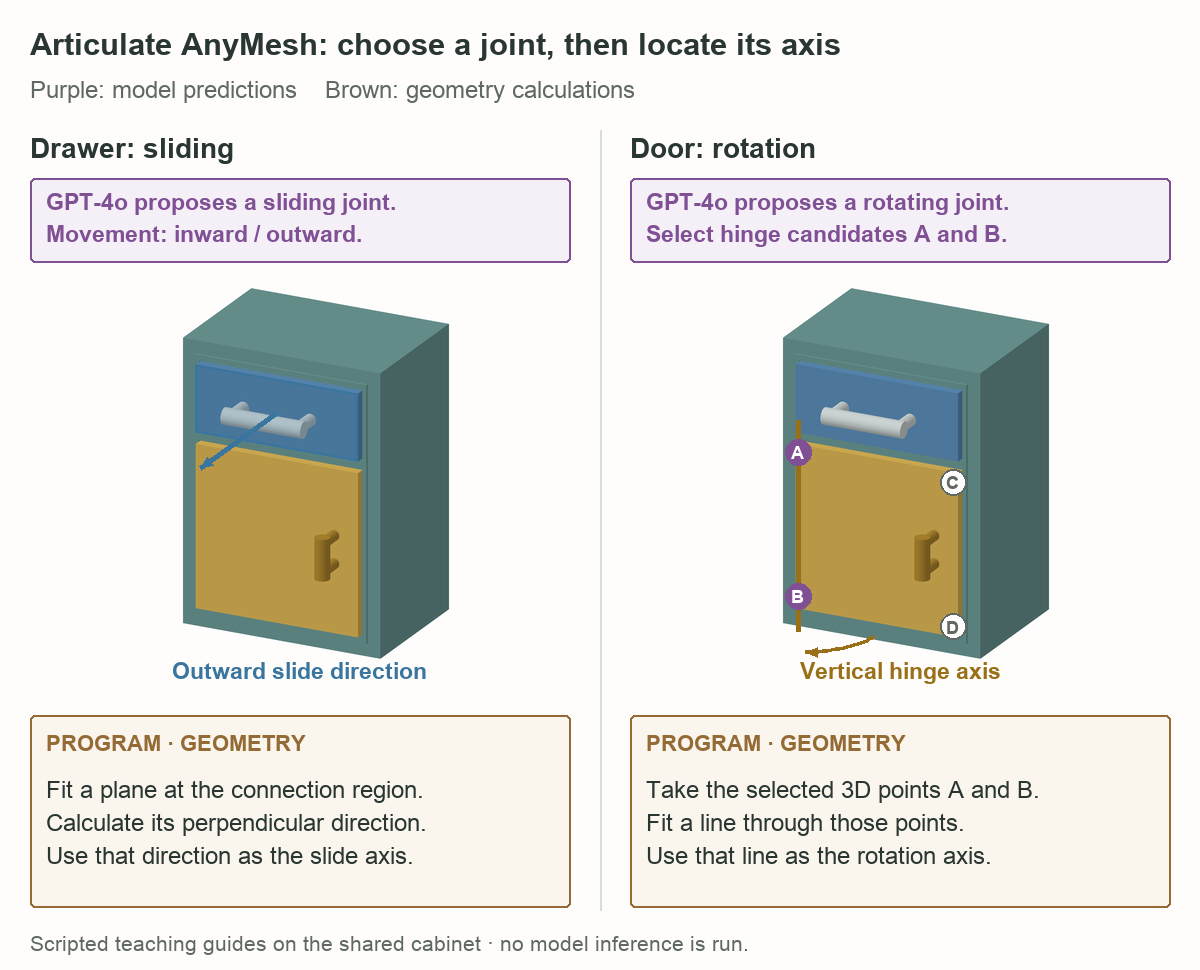 Articulate AnyMesh: choose a joint, then locate its axis
Purple: model predictions Brown: geometry calculations
Drawer: sliding
GPT-4o proposes a sliding joint.
Movement: inward / outward.
Outward slide direction
PROGRAM · GEOMETRY
Fit a plane at the connection region.
Calculate its perpendicular direction.
Use that direction as the slide axis.
Door: rotation
GPT-4o proposes a rotating joint.
Select hinge candidates A and B.
A
C
B
D
Vertical hinge axis
PROGRAM · GEOMETRY
Take the selected 3D points A and B.
Fit a line through those points.
Use that line as the rotation axis.
Scripted teaching guides on the shared cabinet · no model inference is run.